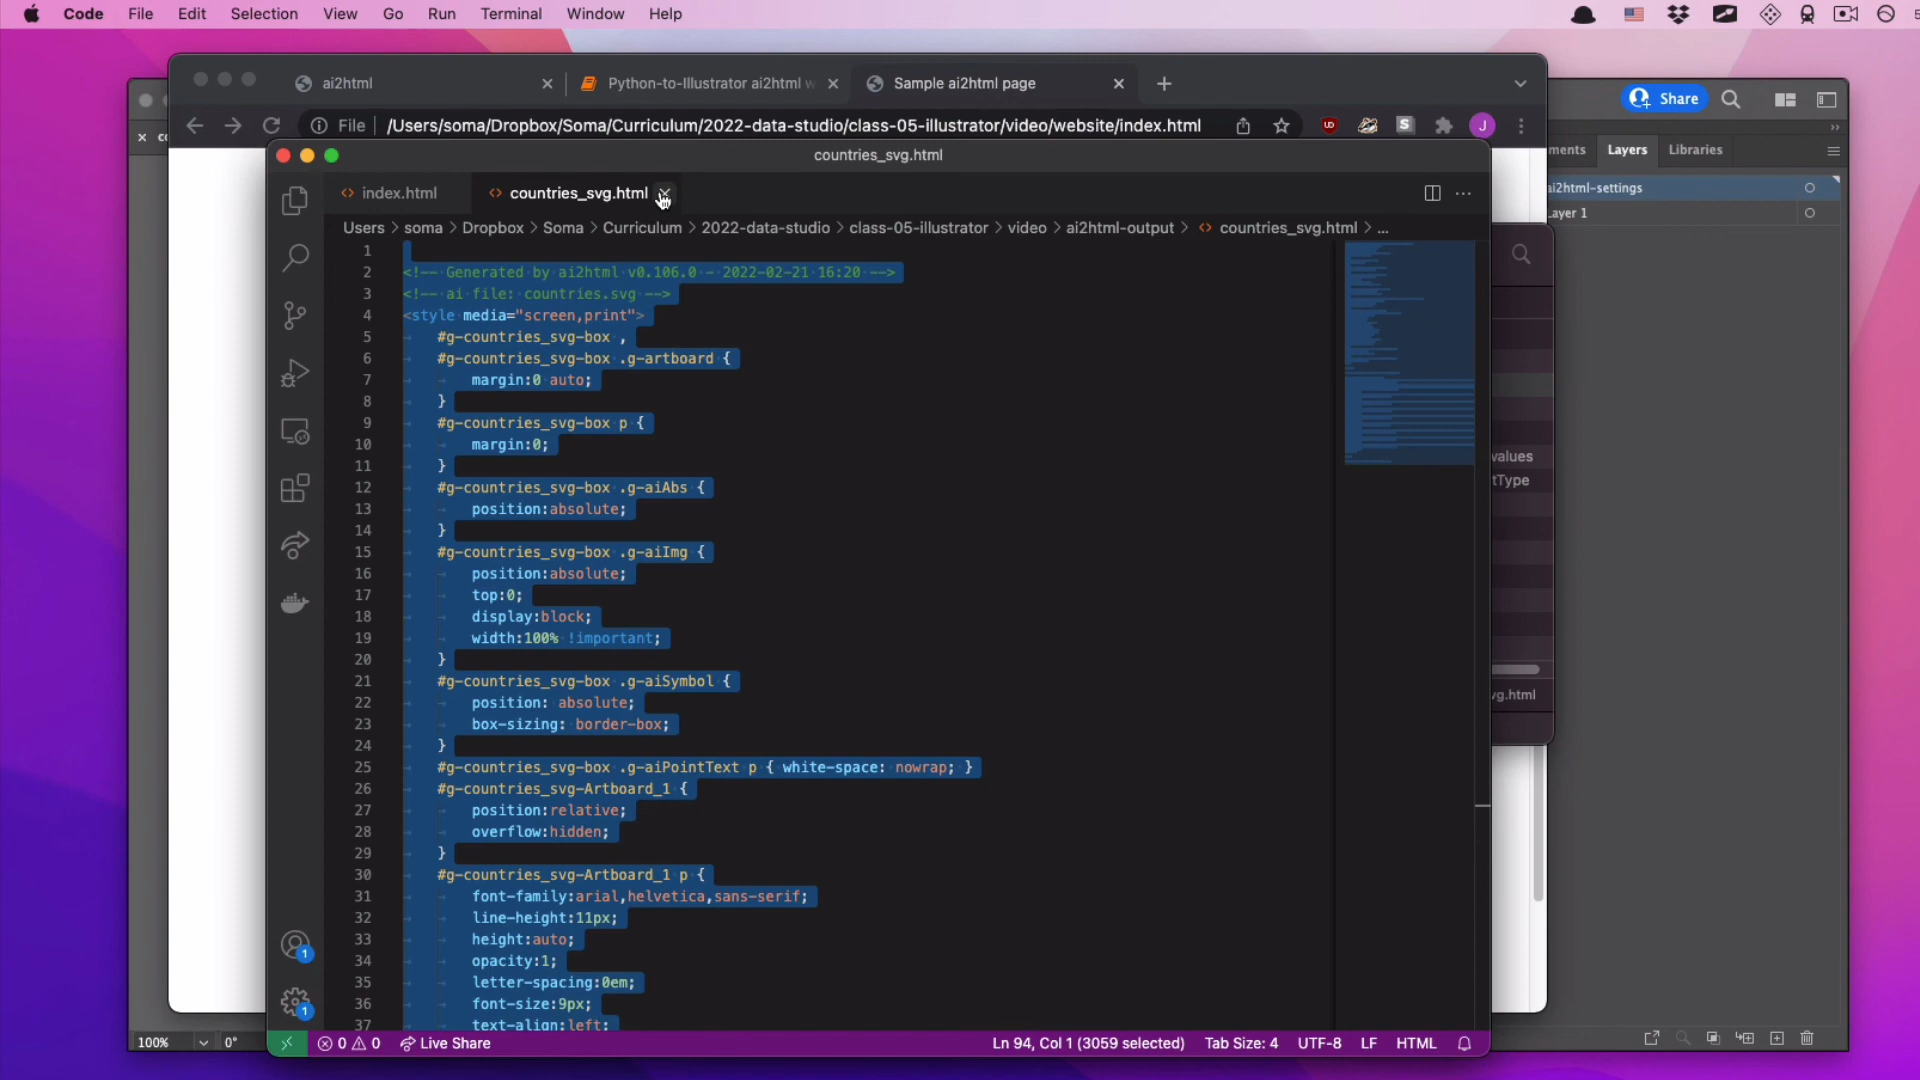 Code File Edit Selection View Go Run Terminal Window Help
ai2html Python-to-Illustrator ai2html w Sample ai2html page
File /Users/soma/Dropbox/Soma/Curriculum/2022-data-studio/class-05-illustrator/video/website/index.html
UD S J
Share
Layers Libraries
ai2html-settings
countries_svg.html
index.html countries_svg.html
Users > soma > Dropbox > Soma > Curriculum > 2022-data-studio > class-05-illustrator > video > ai2html-output > countries_svg.html > ...
1
2 <!-- Generated by ai2html v0.106.0 - 2022-02-21 16:20 -->
3 <!-- ai file: countries.svg -->
4 <style media="screen,print">
5 #g-countries_svg-box ,
6 #g-countries_svg-box .g-artboard {
7 margin:0 auto;
8 }
9 #g-countries_svg-box p {
10 margin:0;
11 }
12 #g-countries_svg-box .g-aiAbs {
13 position:absolute;
14 }
15 #g-countries_svg-box .g-aiImg {
16 position:absolute;
17 top:0;
18 display:block;
19 width:100% !important;
20 }
21 #g-countries_svg-box .g-aiSymbol {
22 position: absolute;
23 box-sizing: border-box;
24 }
25 #g-countries_svg-box .g-aiPointText p { white-space: nowrap; }
26 #g-countries_svg-Artboard_1 {
27 position:relative;
28 overflow:hidden;
29 }
30 #g-countries_svg-Artboard_1 p {
31 font-family:arial,helvetica,sans-serif;
32 line-height:11px;
33 height:auto;
34 opacity:1;
35 letter-spacing:0em;
36 font-size:9px;
37 text-align:left;
values
tType
vg.html
1
1
100% 0°
0 0 Live Share Ln 94, Col 1 (3059 selected) Tab Size: 4 UTF-8 LF HTML